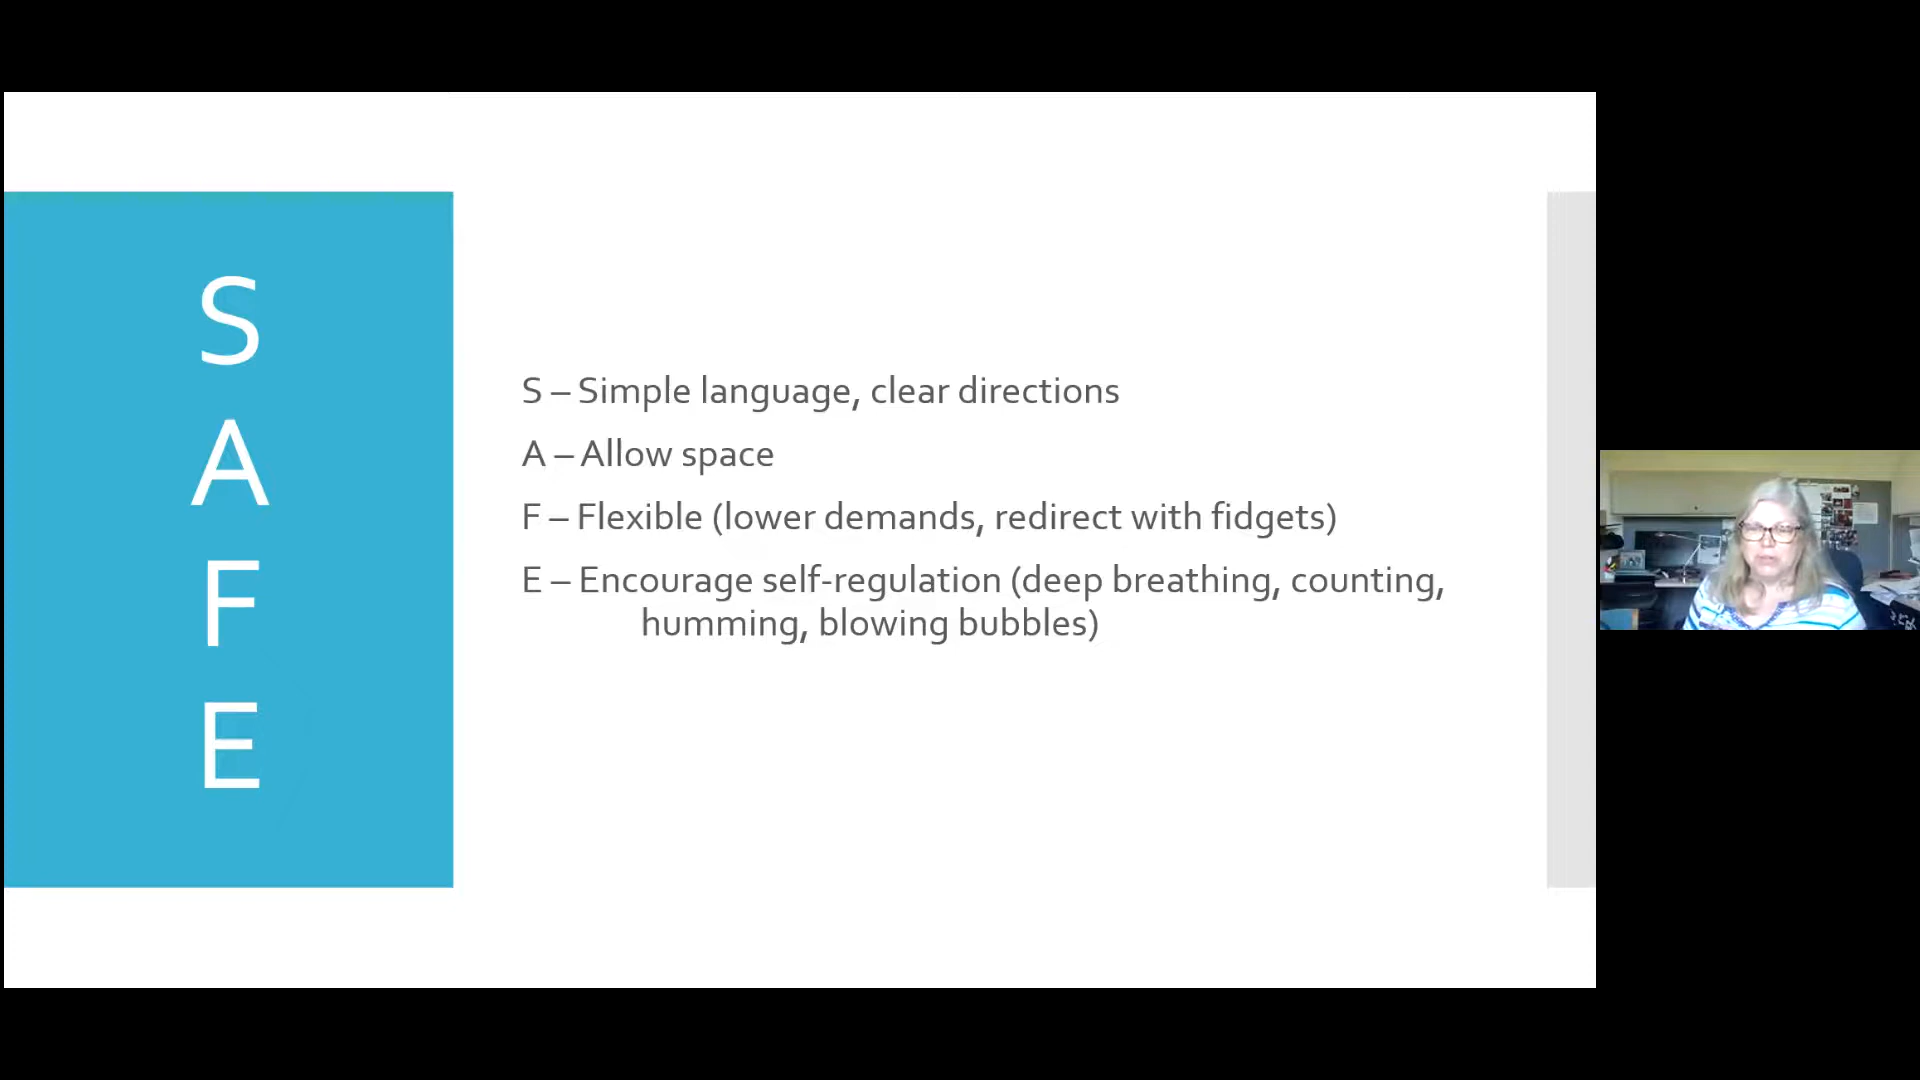 S
A
F
E
S – Simple language, clear directions
A – Allow space
F – Flexible (lower demands, redirect with fidgets)
E – Encourage self-regulation (deep breathing, counting,
humming, blowing bubbles)